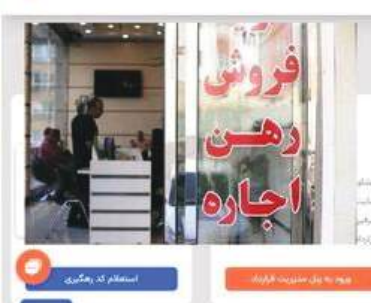 فروش
رهن
اجاره
ورود به پنل مدیریت قرارداد
استعلام کد رهگیری